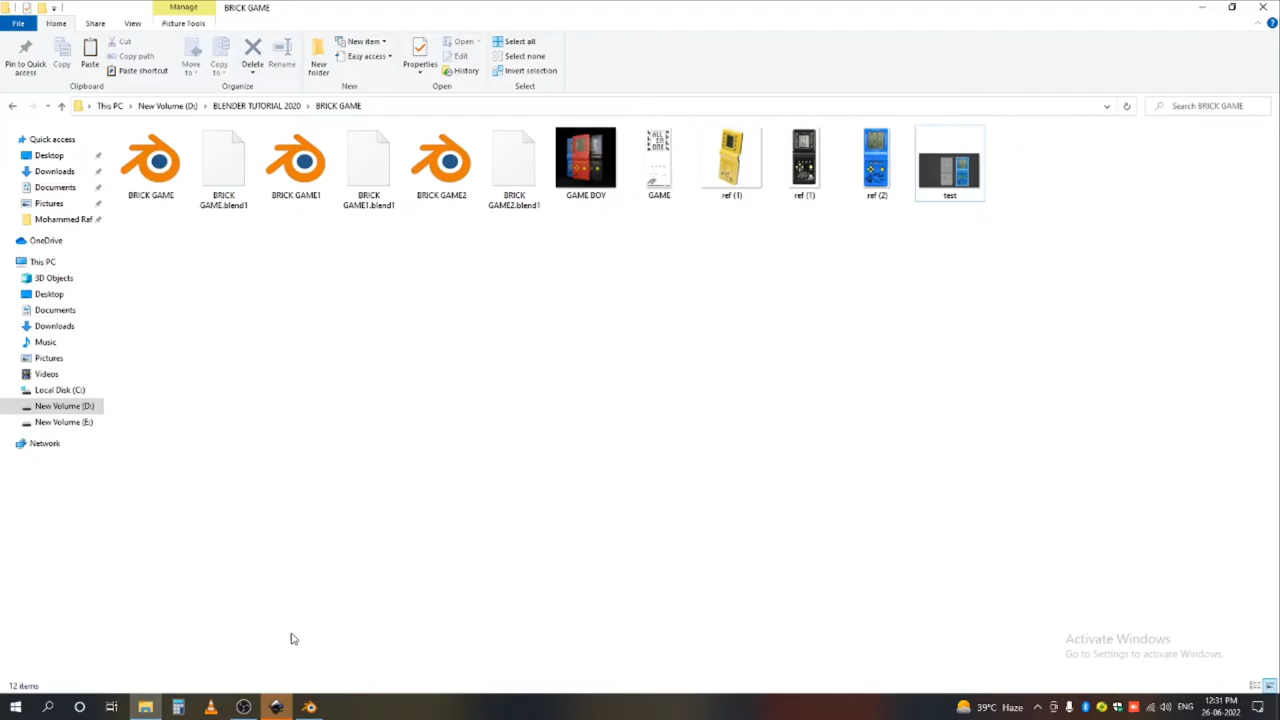 Manage
BRICK GAME
File
Home
Share
View
Picture Tools
Pin to Quick access
Copy
Paste
Cut
Copy path
Paste shortcut
Clipboard
Move to
Copy to
Delete
Rename
Organize
New folder
New item
Easy access
New
Properties
Open
Edit
History
Open
Select all
Select none
Invert selection
Select
This PC
New Volume (D:)
BLENDER TUTORIAL 2020
BRICK GAME
Search BRICK GAME
Quick access
Desktop
Downloads
Documents
Pictures
Mohammed Raf
OneDrive
This PC
3D Objects
Desktop
Documents
Downloads
Music
Pictures
Videos
Local Disk (C:)
New Volume (D:)
New Volume (E:)
Network
BRICK GAME
BRICK
GAME.blend1
BRICK GAME1
BRICK
GAME1.blend1
BRICK GAME2
BRICK
GAME2.blend1
GAME BOY
ALL
IN
ONE
GAME
ref (1)
ref (1)
ref (2)
test
Activate Windows
Go to Settings to activate Windows.
12 items
39°C Haze
ENG
12:31 PM
26-06-2022